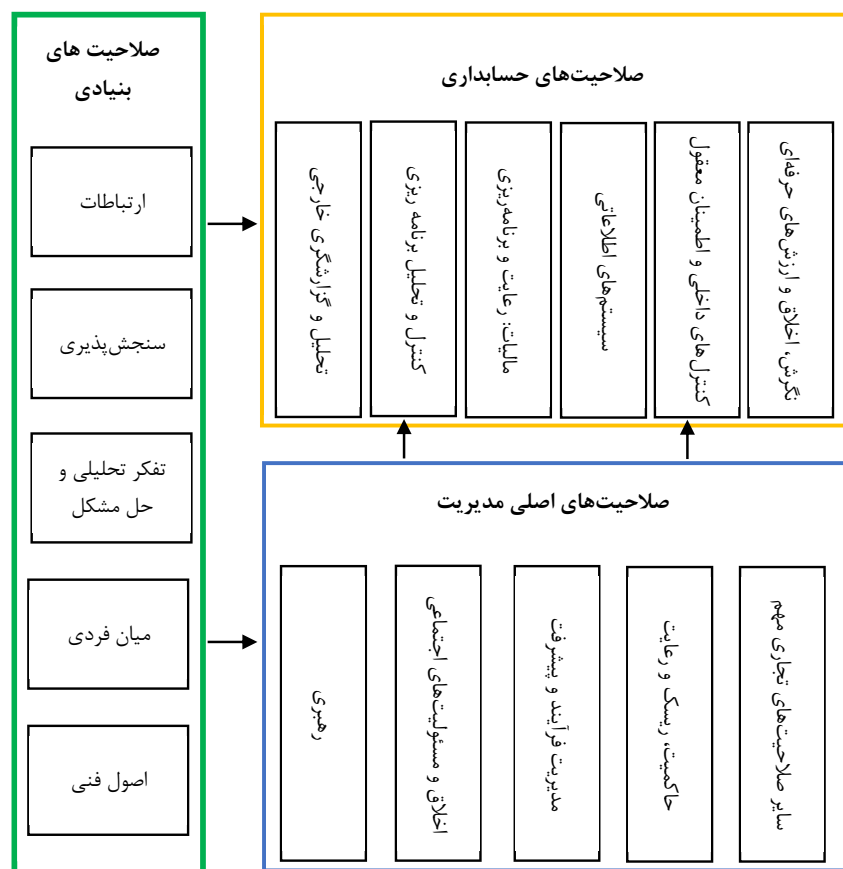 صلاحیت های
بنیادی
ارتباطات
سنجش‌پذیری
تفکر تحلیلی و
حل مشکل
میان فردی
اصول فنی
صلاحیت‌های حسابداری
نگرش، اخلاق و ارزش‌های حرفه‌ای
کنترل‌های داخلی و اطمینان معقول
سیستم‌های اطلاعاتی
مالیات: رعایت و برنامه‌ریزی
کنترل و تحلیل برنامه ریزی
تحلیل و گزارشگری خارجی
صلاحیت‌های اصلی مدیریت
سایر صلاحیت‌های تجاری مهم
حاکمیت، ریسک و رعایت
مدیریت فرآیند و پیشرفت
اخلاق و مسئولیت‌های اجتماعی
رهبری